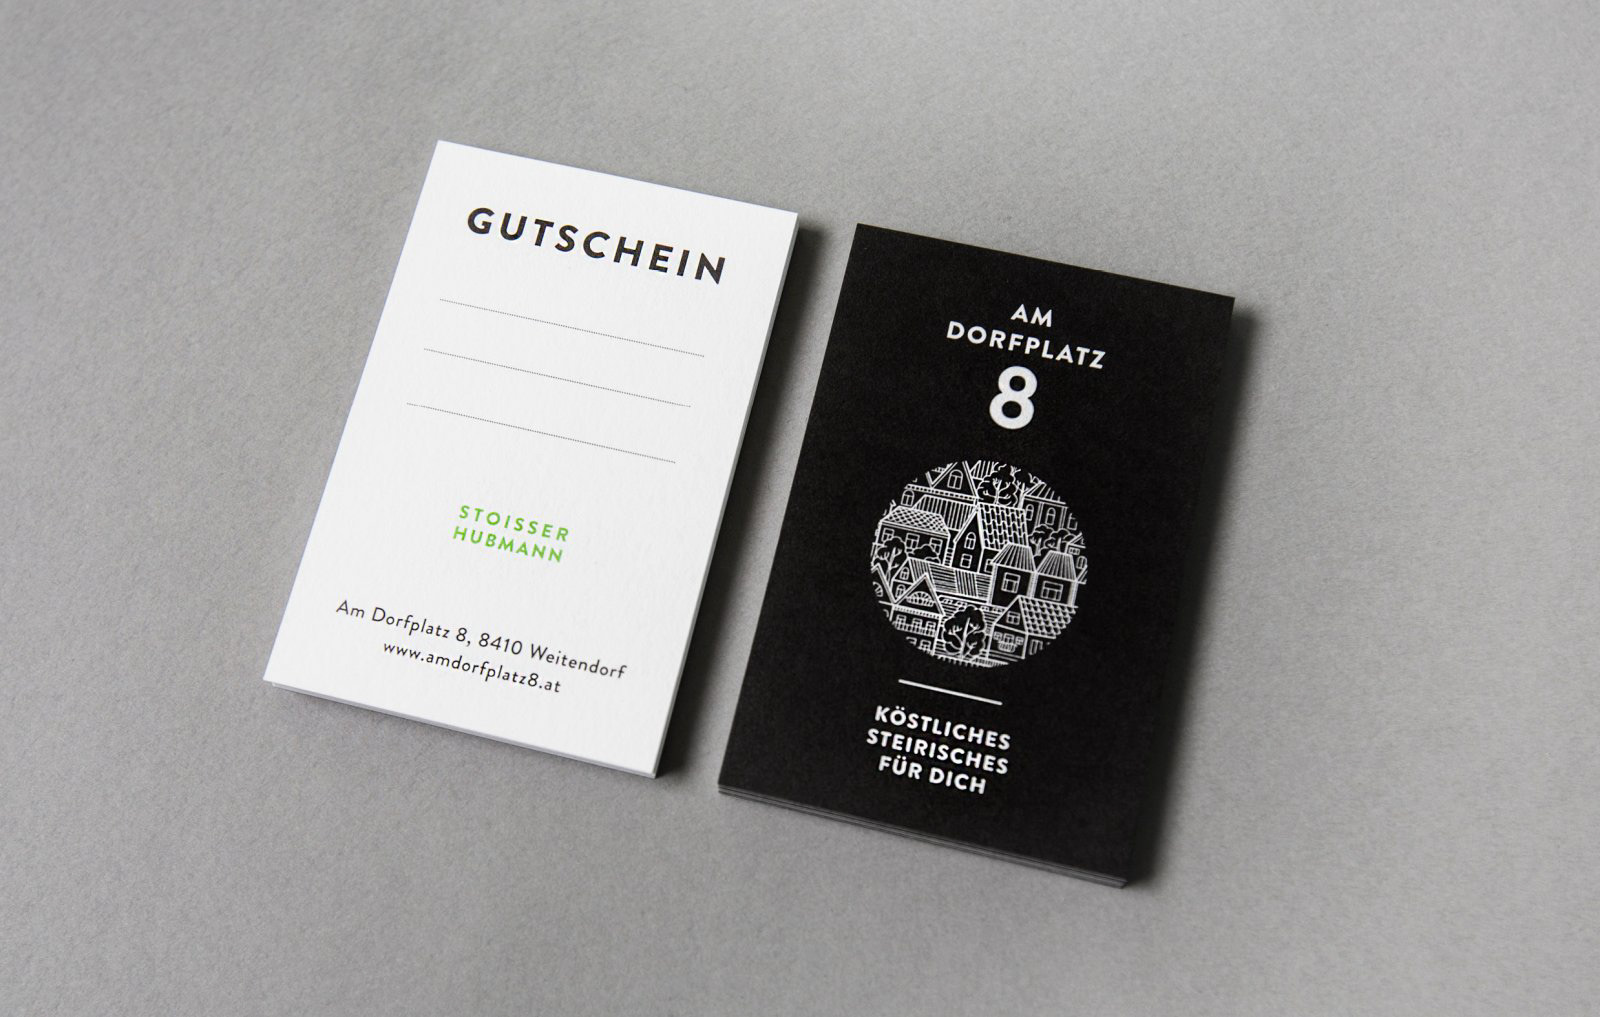 GUTSCHEIN
STOISSER
HUBMANN
Am Dorfplatz 8, 8410 Weitendorf
www.amdorfplatz8.at
AM
DORFPLATZ
8
KÖSTLICHES
STEIRISCHES
FÜR DICH